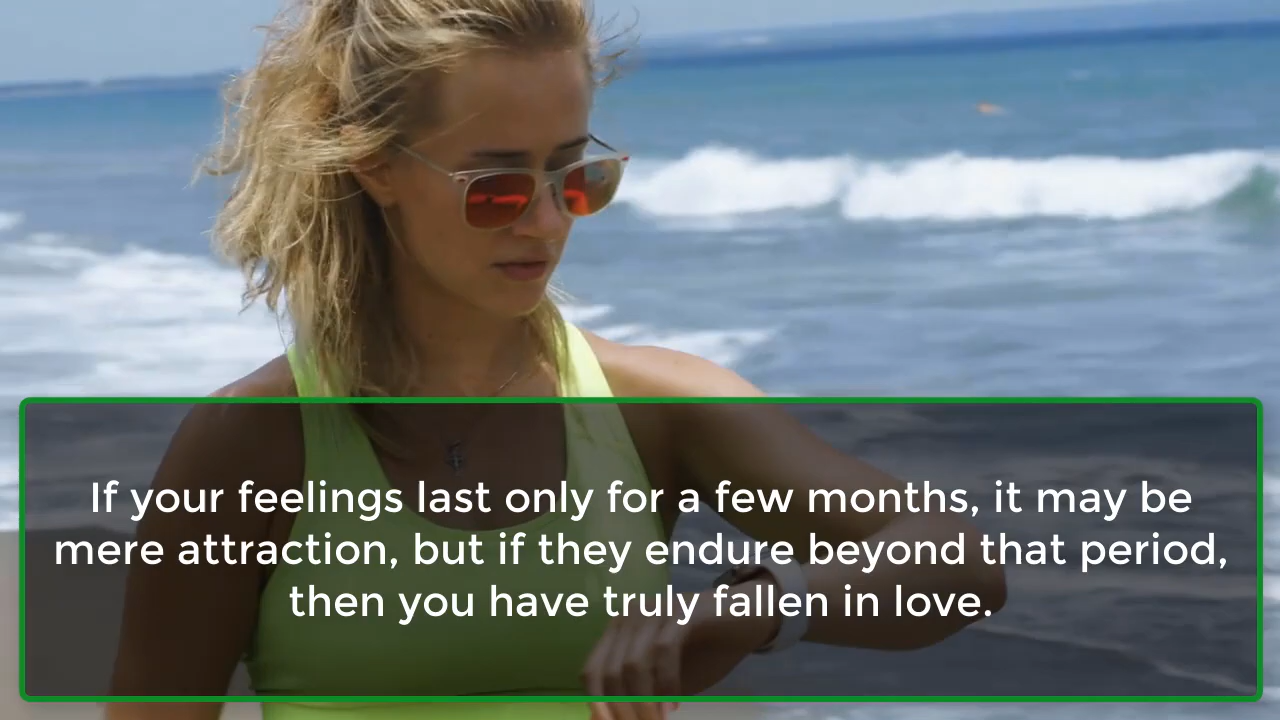 If your feelings last only for a few months, it may be
mere attraction, but if they endure beyond that period,
then you have truly fallen in love.